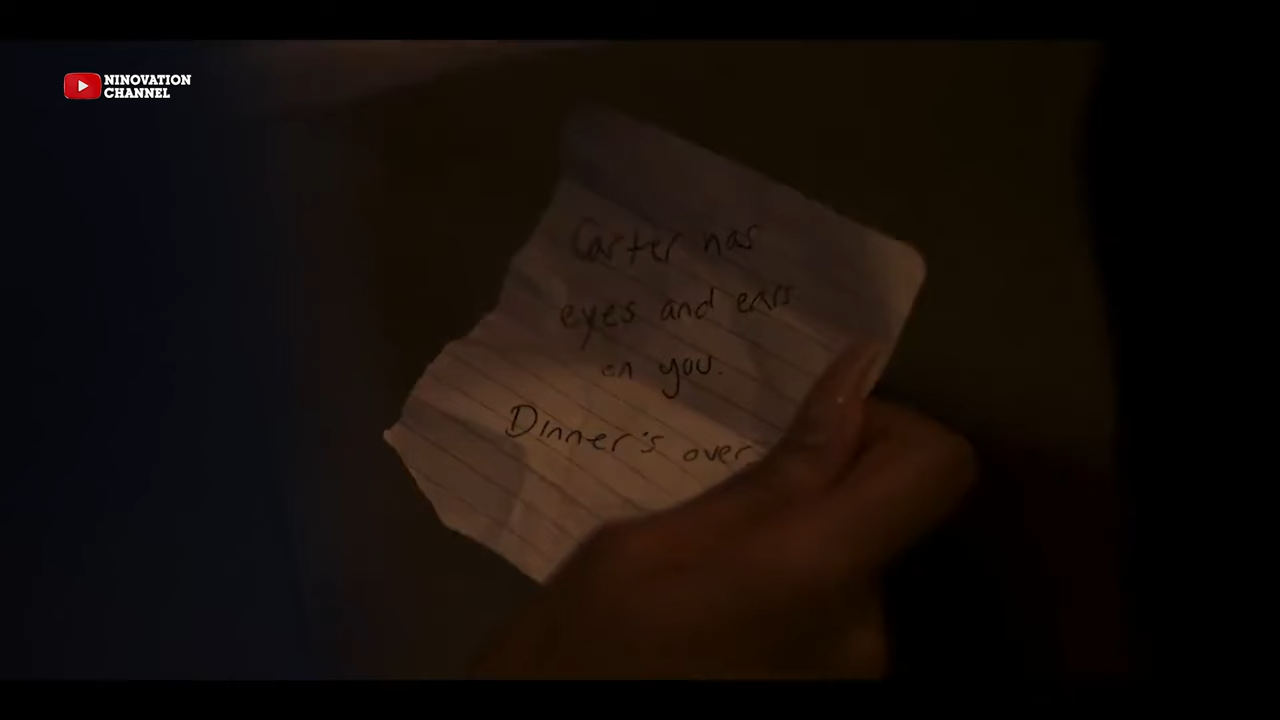 NINOVATION
CHANNEL
Carter has
eyes and ears
on you.
Dinner's over.